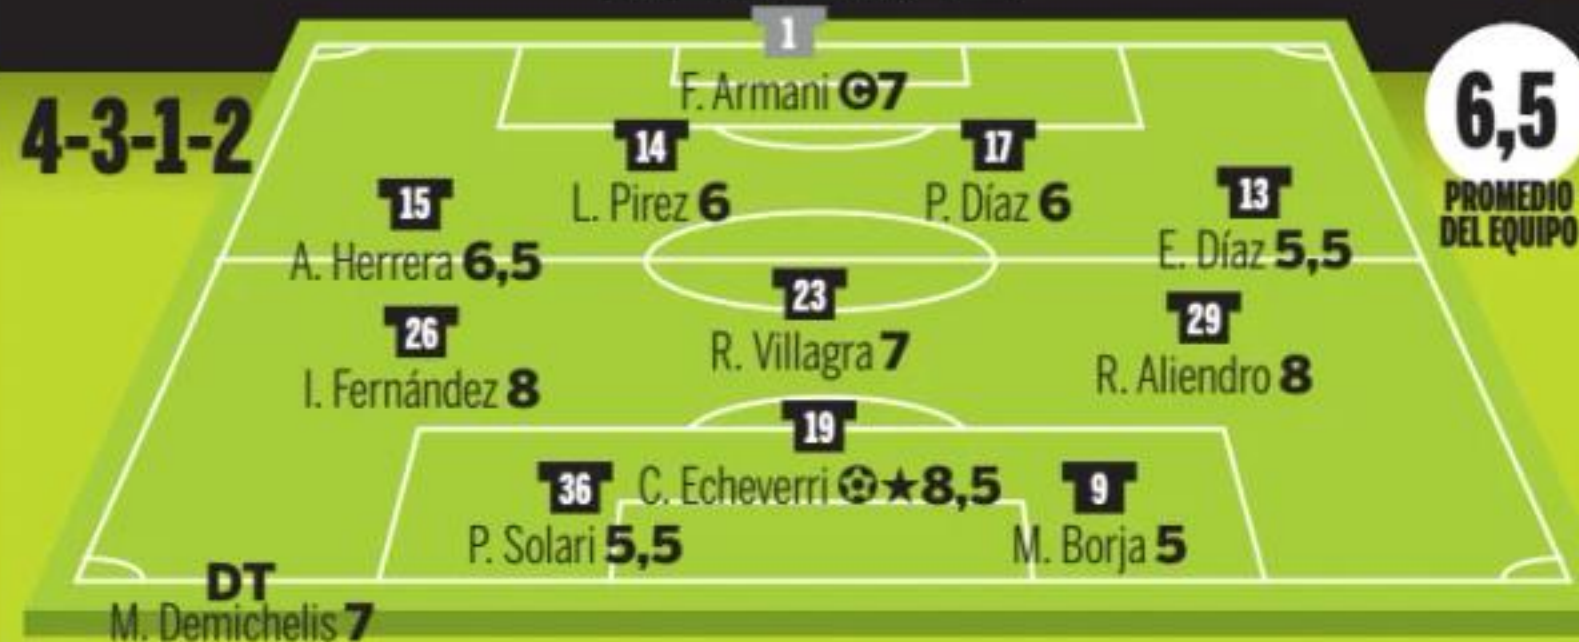 1
F. Armani ©7
4-3-1-2
6,5
PROMEDIO
DEL EQUIPO
14
L. Pirez 6
17
P. Díaz 6
15
A. Herrera 6,5
13
E. Díaz 5,5
26
I. Fernández 8
23
R. Villagra 7
29
R. Aliendro 8
19
C. Echeverri ⚽★8,5
36
P. Solari 5,5
9
M. Borja 5
DT
M. Demichelis 7